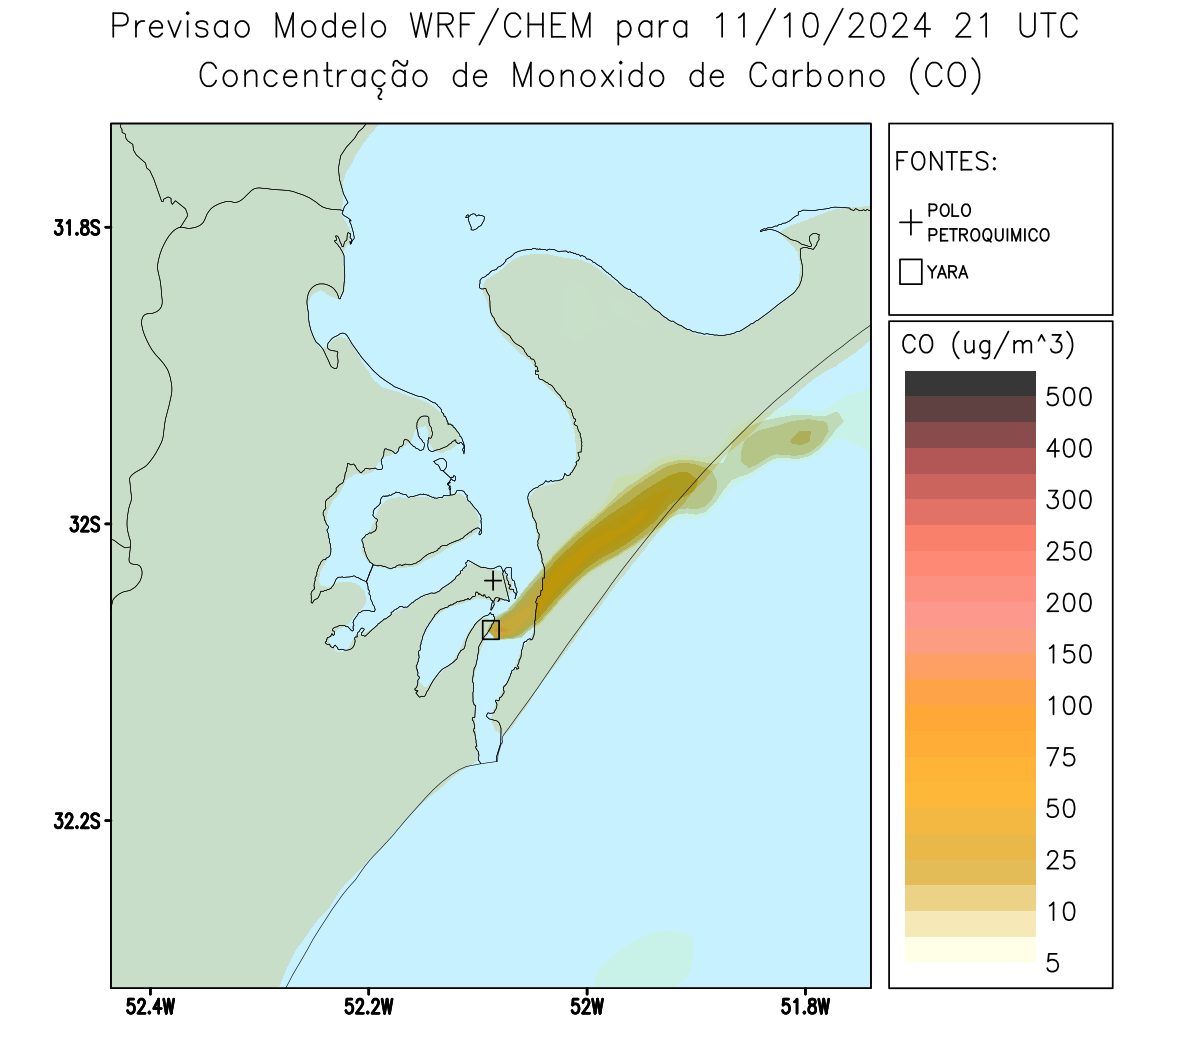 Previsao Modelo WRF/CHEM para 11/10/2024 21 UTC
Concentração de Monoxido de Carbono (CO)
FONTES:
POLO
PETROQUIMICO
YARA
31.8S
32S
32.2S
52.4W
52.2W
52W
51.8W
CO (ug/m^3)
500
400
300
250
200
150
100
75
50
25
10
5